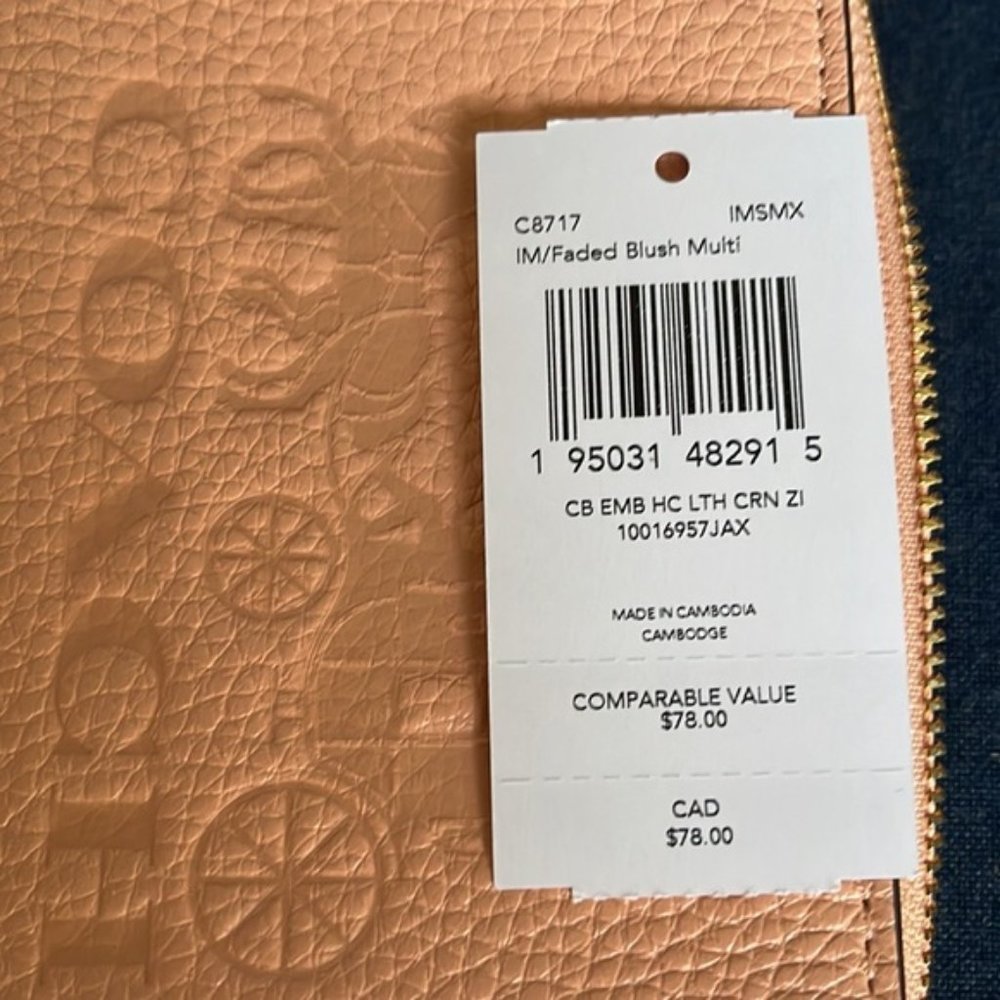 COACH
C8717 IMSMX
IM/Faded Blush Multi
1 95031 48291 5
CB EMB HC LTH CRN ZI
10016957JAX
MADE IN CAMBODIA
CAMBODGE
COMPARABLE VALUE
$78.00
CAD
$78.00